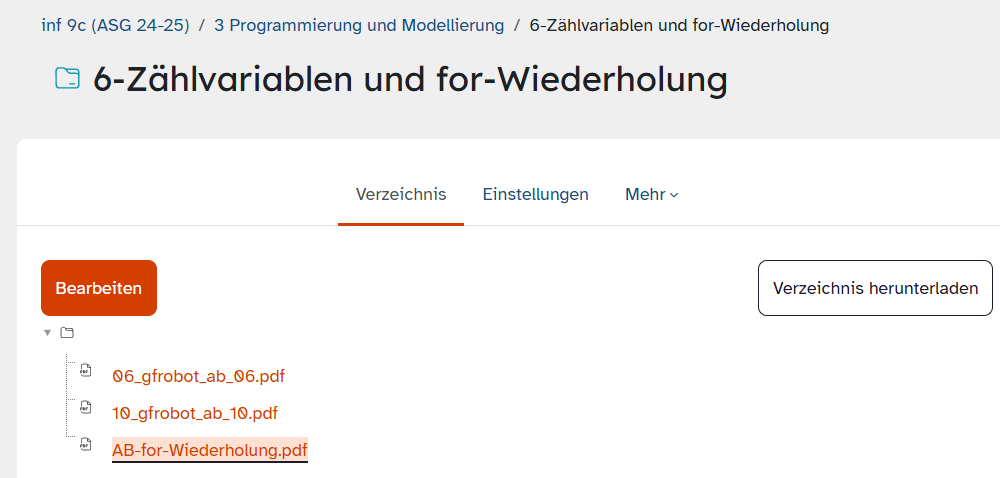 inf 9c (ASG 24-25) / 3 Programmierung und Modellierung / 6-Zählvariablen und for-Wiederholung
6-Zählvariablen und for-Wiederholung
Verzeichnis Einstellungen Mehr
Bearbeiten Verzeichnis herunterladen
06_gfrobot_ab_06.pdf
10_gfrobot_ab_10.pdf
AB-for-Wiederholung.pdf